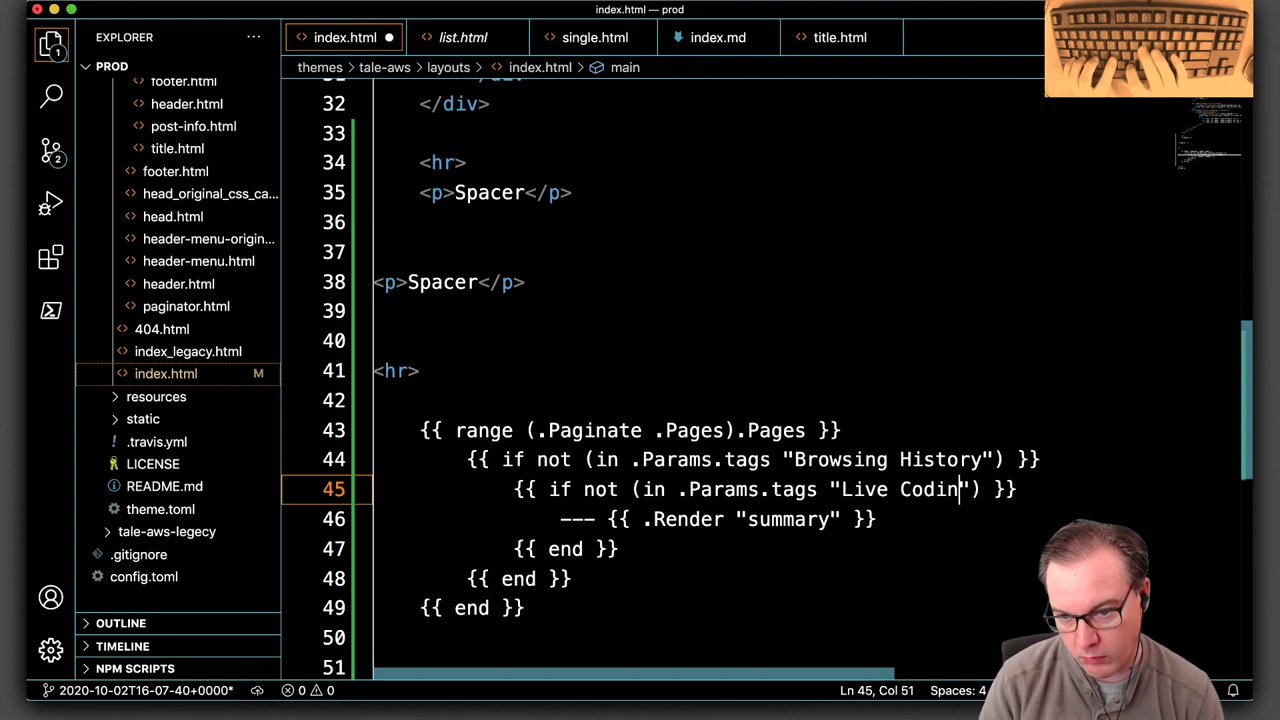 index.html — prod
EXPLORER
···
index.html
list.html
single.html
index.md
title.html
PROD
themes › tale-aws › layouts › index.html › main
footer.html
header.html
post-info.html
title.html
footer.html
head_original_css_ca...
head.html
header-menu-origin...
header-menu.html
header.html
paginator.html
404.html
index_legacy.html
index.html M
resources
static
.travis.yml
LICENSE
README.md
theme.toml
tale-aws-legacy
.gitignore
config.toml
OUTLINE
TIMELINE
NPM SCRIPTS
1
2
32 </div>
33
34 <hr>
35 <p>Spacer</p>
36
37
38 <p>Spacer</p>
39
40
41 <hr>
42
43 {{ range (.Paginate .Pages).Pages }}
44 {{ if not (in .Params.tags "Browsing History") }}
45 {{ if not (in .Params.tags "Live Codin") }}
46 --- {{ .Render "summary" }}
47 {{ end }}
48 {{ end }}
49 {{ end }}
50
51
2020-10-02T16-07-40+0000*
0 0
Ln 45, Col 51
Spaces: 4